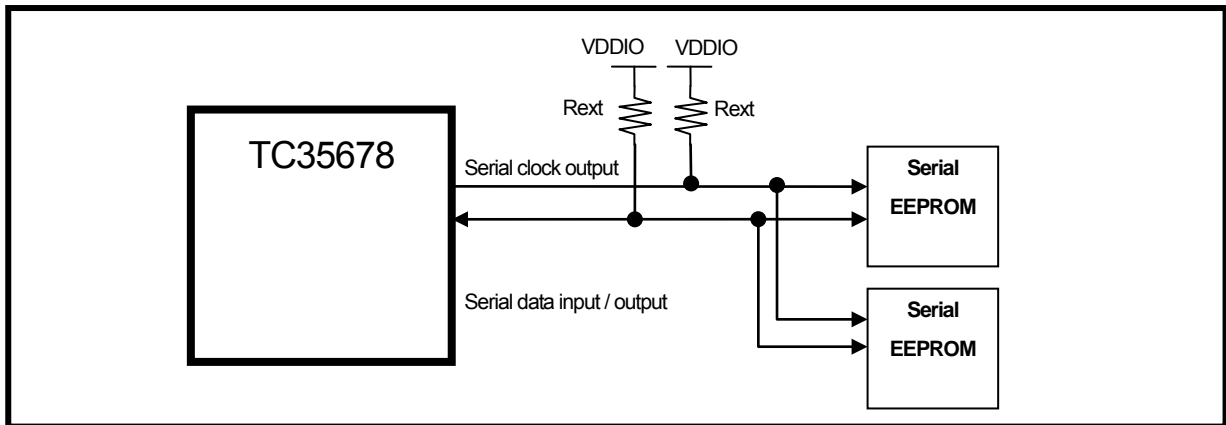 VDDIO VDDIO
Rext Rext
TC35678
Serial clock output
Serial
EEPROM
Serial data input / output
Serial
EEPROM